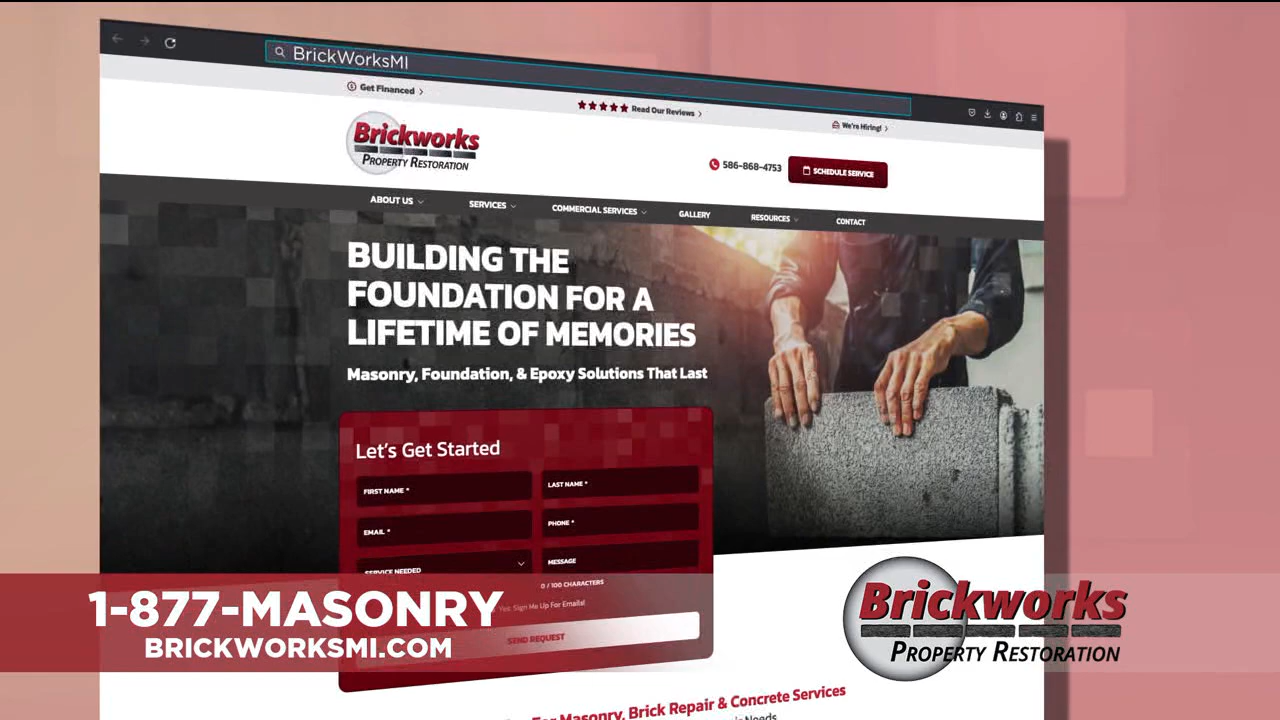 BrickWorksMI
Get Financed
Read Our Reviews
We're Hiring!
Brickworks
PROPERTY RESTORATION
586-868-4753
SCHEDULE SERVICE
ABOUT US
SERVICES
COMMERCIAL SERVICES
GALLERY
RESOURCES
CONTACT
BUILDING THE
FOUNDATION FOR A
LIFETIME OF MEMORIES
Masonry, Foundation, & Epoxy Solutions That Last
Let's Get Started
FIRST NAME *
LAST NAME *
EMAIL *
PHONE *
SERVICE NEEDED
MESSAGE
0 / 100 CHARACTERS
Yes: Sign Me Up For Emails!
SEND REQUEST
1-877-MASONRY
BRICKWORKSMI.COM
Brickworks
PROPERTY RESTORATION
For Masonry, Brick Repair & Concrete Services
Needs